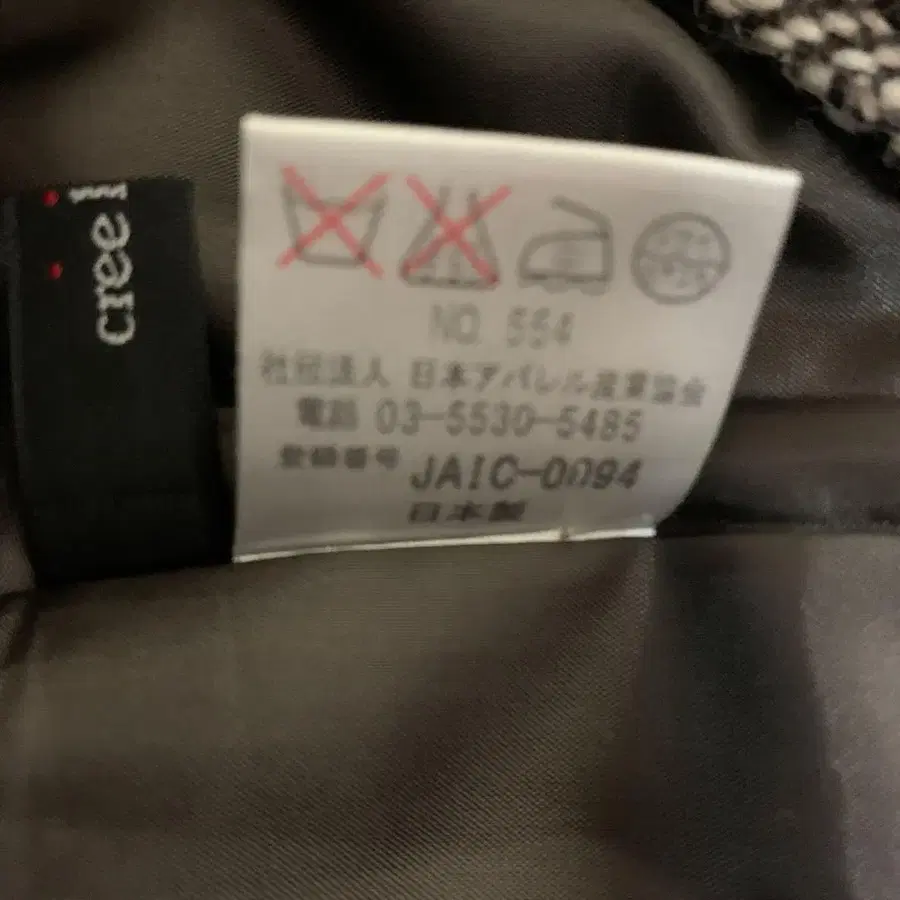 cree
NO. 554
社団法人 日本アパレル産業協会
電話 03-5530-5485
登録番号 JAIC-0094
日本製